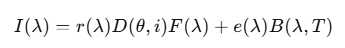 I(λ) = r(λ)D(θ, i)F(λ) + e(λ)B(λ, T)